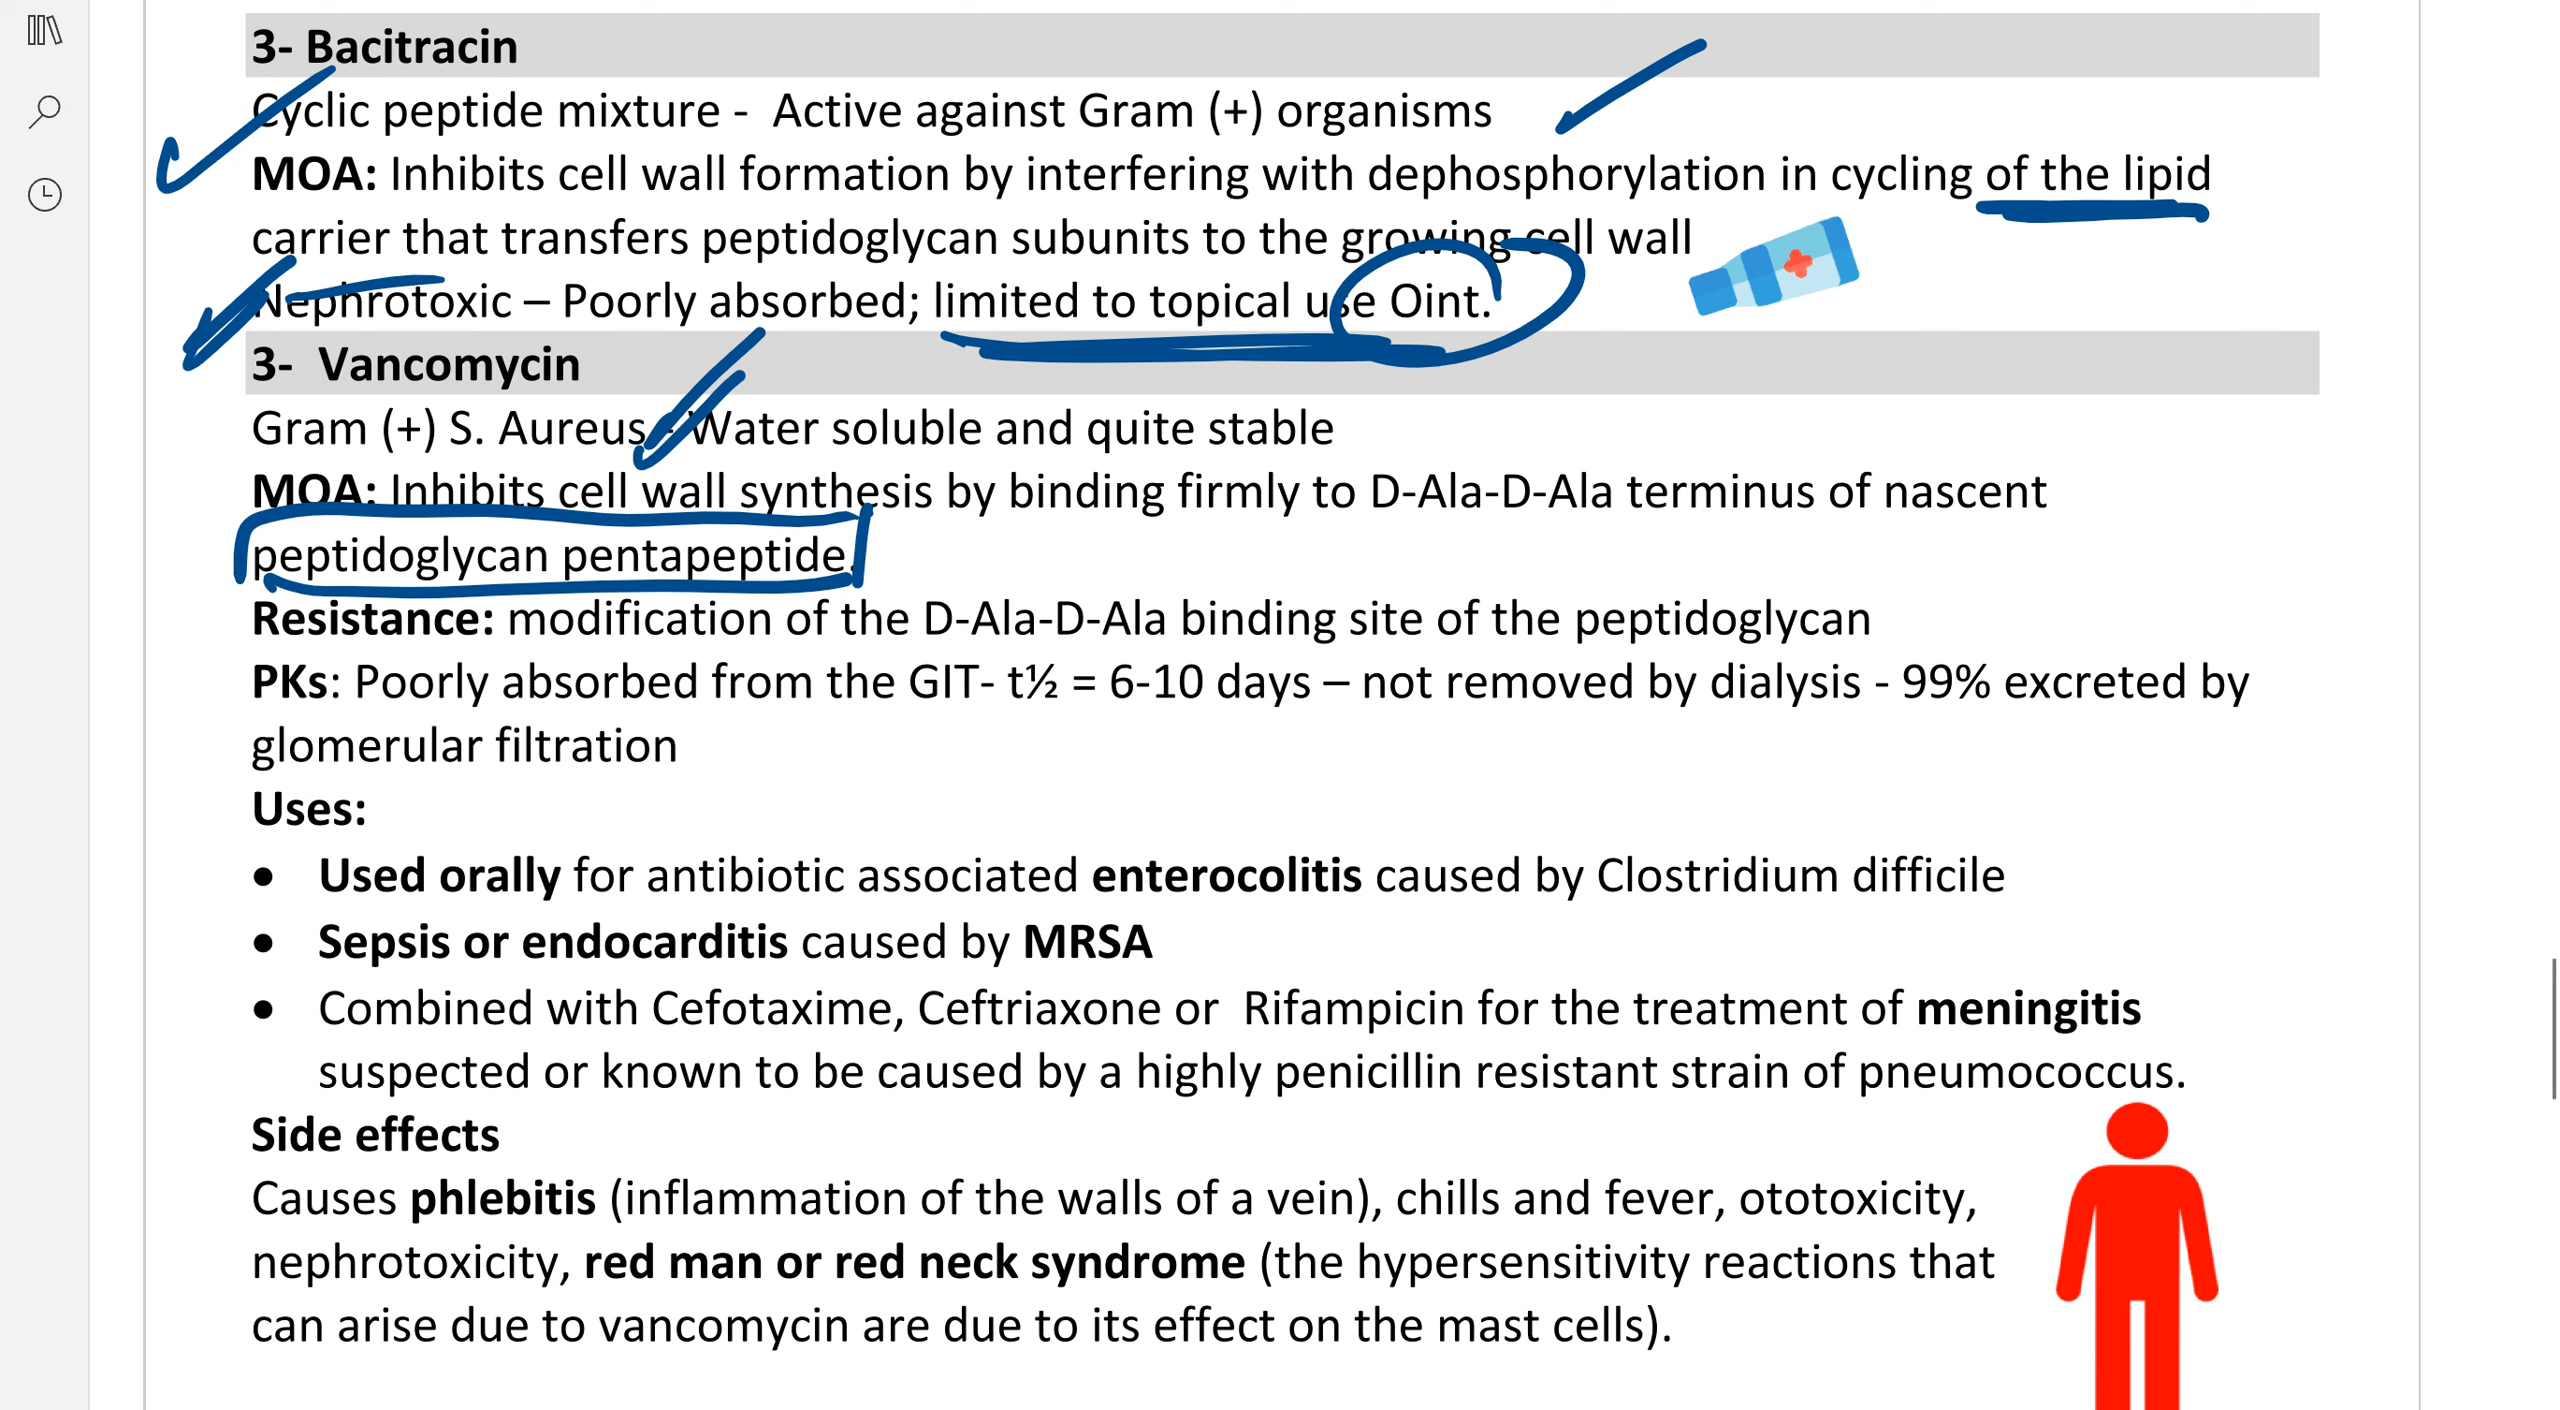 3- Bacitracin
Cyclic peptide mixture -  Active against Gram (+) organisms
MOA: Inhibits cell wall formation by interfering with dephosphorylation in cycling of the lipid
carrier that transfers peptidoglycan subunits to the growing cell wall
Nephrotoxic – Poorly absorbed; limited to topical use Oint.
3-  Vancomycin
Gram (+) S. Aureus - Water soluble and quite stable
MOA: Inhibits cell wall synthesis by binding firmly to D-Ala-D-Ala terminus of nascent
peptidoglycan pentapeptide.
Resistance: modification of the D-Ala-D-Ala binding site of the peptidoglycan
PKs: Poorly absorbed from the GIT- t½ = 6-10 days – not removed by dialysis - 99% excreted by
glomerular filtration
Uses:
• Used orally for antibiotic associated enterocolitis caused by Clostridium difficile
• Sepsis or endocarditis caused by MRSA
• Combined with Cefotaxime, Ceftriaxone or  Rifampicin for the treatment of meningitis
suspected or known to be caused by a highly penicillin resistant strain of pneumococcus.
Side effects
Causes phlebitis (inflammation of the walls of a vein), chills and fever, ototoxicity,
nephrotoxicity, red man or red neck syndrome (the hypersensitivity reactions that
can arise due to vancomycin are due to its effect on the mast cells).